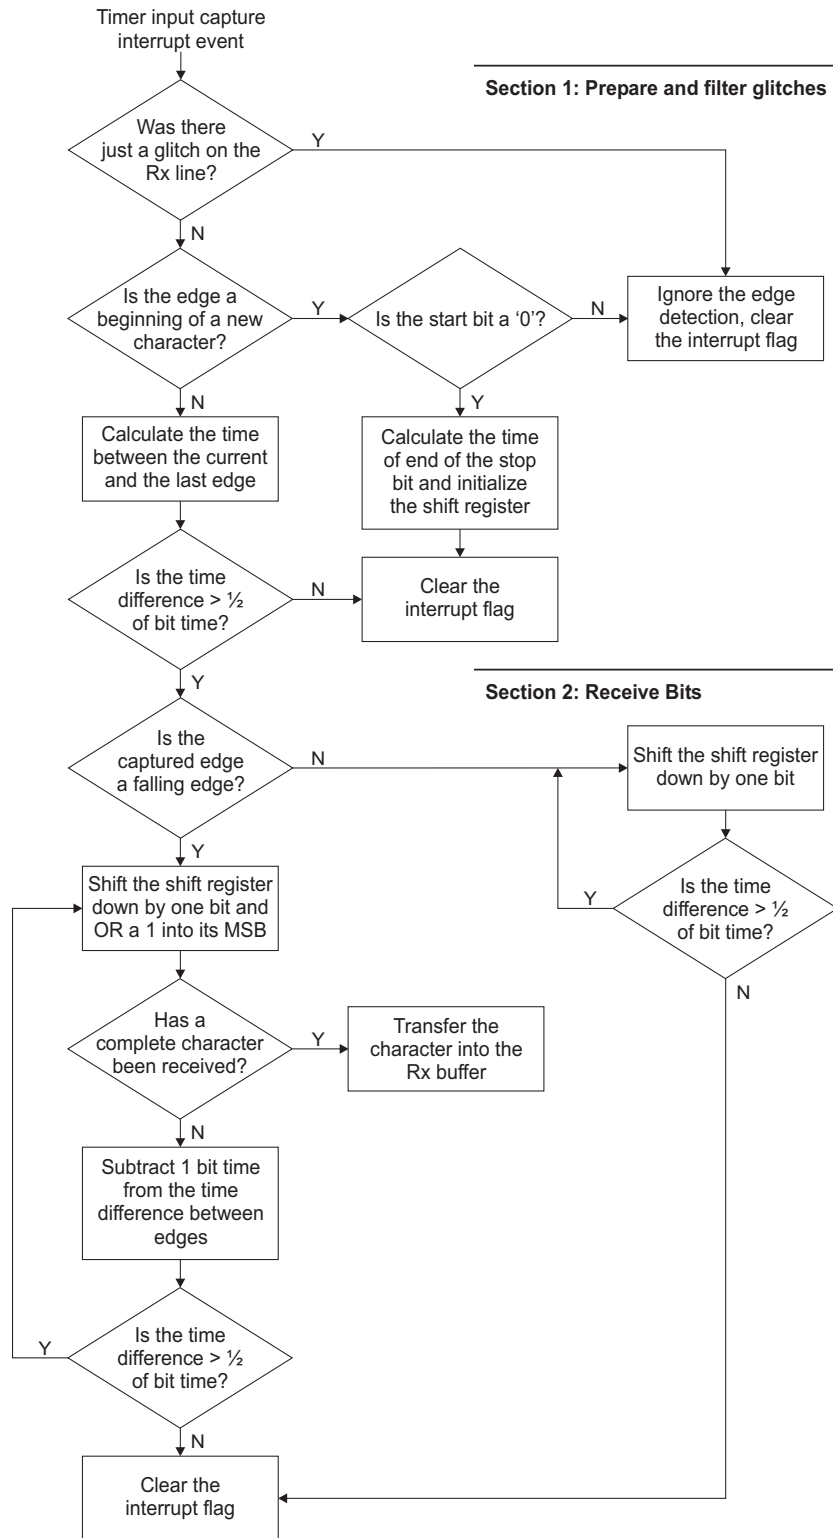 Timer input capture
interrupt event
Section 1: Prepare and filter glitches
Was there
just a glitch on the
Rx line?
Y
N
Is the edge a
beginning of a new
character?
Y
Is the start bit a ‘0’?
N
Ignore the edge
detection, clear
the interrupt flag
N
Y
Calculate the time
between the current
and the last edge
Calculate the time
of end of the stop
bit and initialize
the shift register
Is the time
difference > ½
of bit time?
N
Clear the
interrupt flag
Y
Section 2: Receive Bits
Is the
captured edge
a falling edge?
N
Shift the shift register
down by one bit
Y
Shift the shift register
down by one bit and
OR a 1 into its MSB
Y
Is the time
difference > ½
of bit time?
N
Has a
complete character
been received?
Y
Transfer the
character into the
Rx buffer
N
Subtract 1 bit time
from the time
difference between
edges
Y
Is the time
difference > ½
of bit time?
N
Clear the
interrupt flag